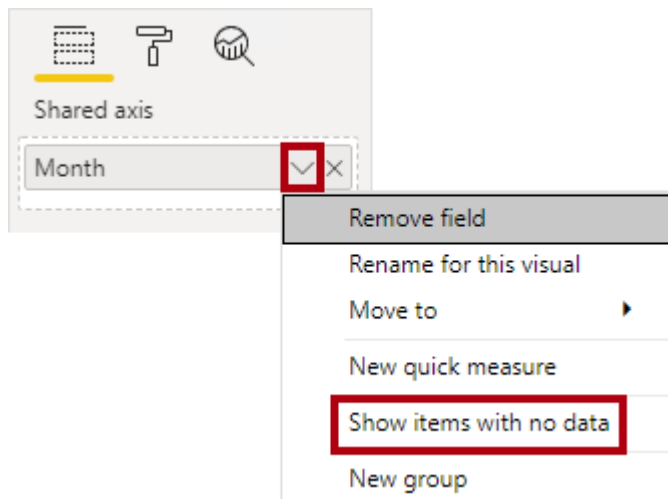 Shared axis
Month
Remove field
Rename for this visual
Move to
New quick measure
Show items with no data
New group